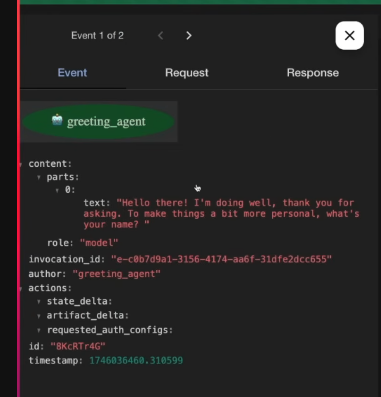 Event 1 of 2
Event Request Response
greeting_agent
content:
parts:
0:
text: "Hello there! I'm doing well, thank you for
asking. To make things a bit more personal, what's
your name? "
role: "model"
invocation_id: "e-c0b7d9a1-3156-4174-aa6f-31dfe2dcc655"
author: "greeting_agent"
actions:
state_delta:
artifact_delta:
requested_auth_configs:
id: "8KcRTr4G"
timestamp: 1746036460.310599